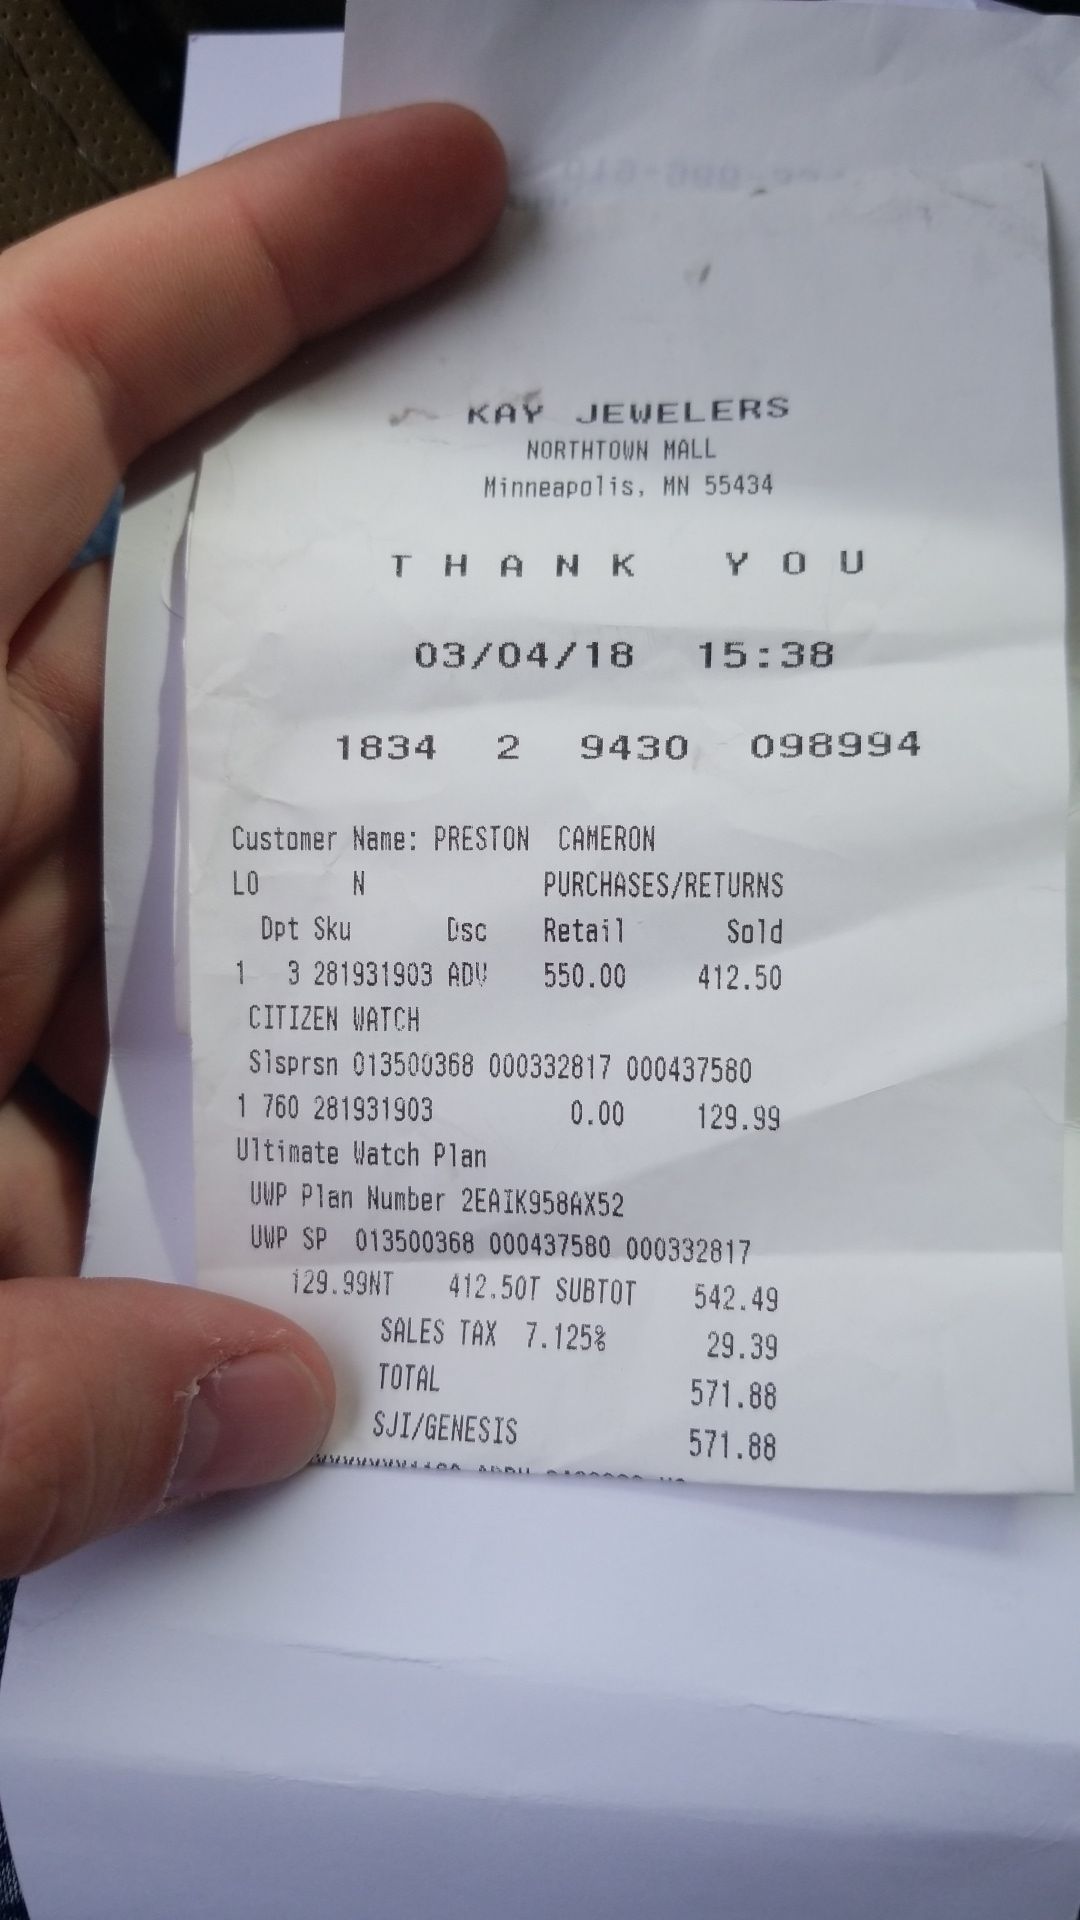 KAY JEWELERS
NORTHTOWN MALL
Minneapolis, MN 55434
THANK YOU
03/04/18 15:38
1834 2 9430 098994
Customer Name: PRESTON CAMERON
LO N PURCHASES/RETURNS
Dpt Sku Dsc Retail Sold
1 3 281931903 ADV 550.00 412.50
CITIZEN WATCH
Slsprsn 013500368 000332817 000437580
1 760 281931903 0.00 129.99
Ultimate Watch Plan
UWP Plan Number 2EAIK958AX52
UWP SP 013500368 000437580 000332817
129.99NT 412.50T SUBTOT 542.49
SALES TAX 7.125% 29.39
TOTAL 571.88
SJI/GENESIS 571.88